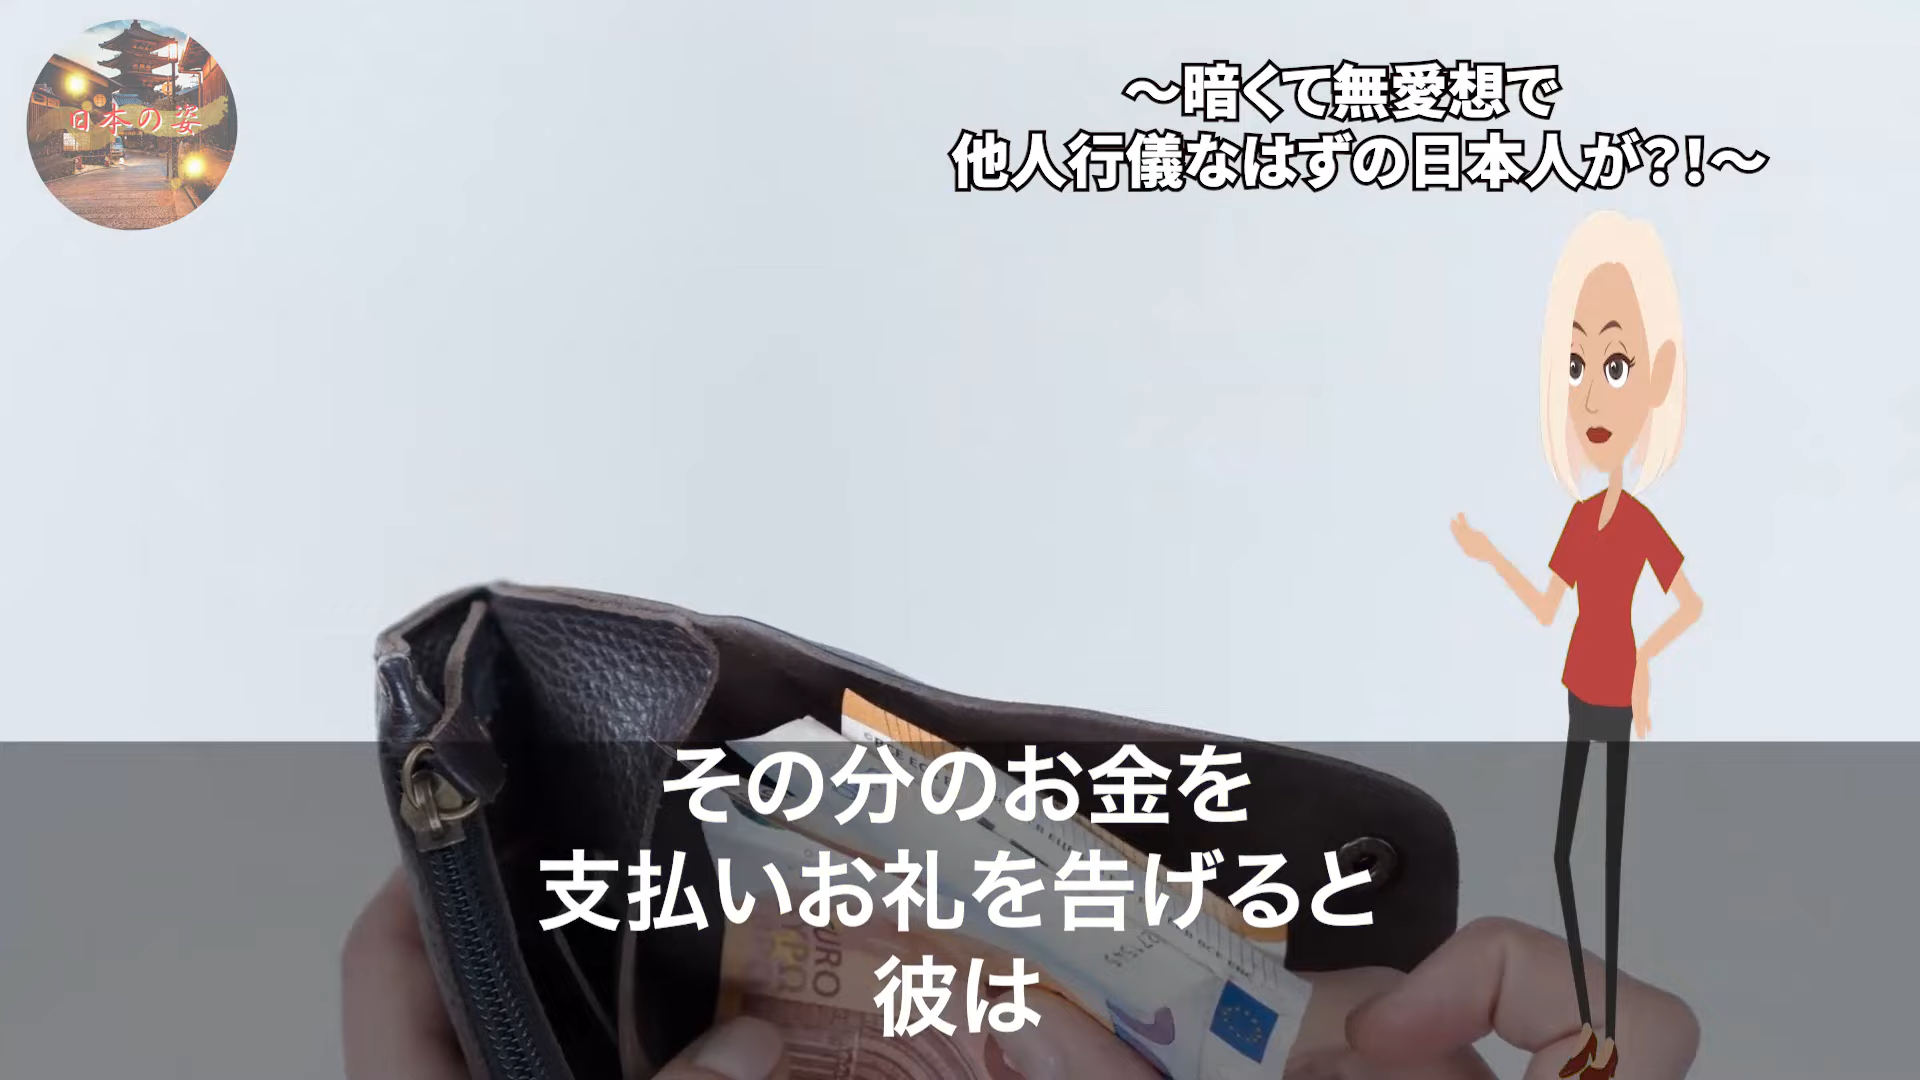 日本の姿
～暗くて無愛想で
他人行儀なはずの日本人が?!～
その分のお金を
支払いお礼を告げると
彼は
EURO